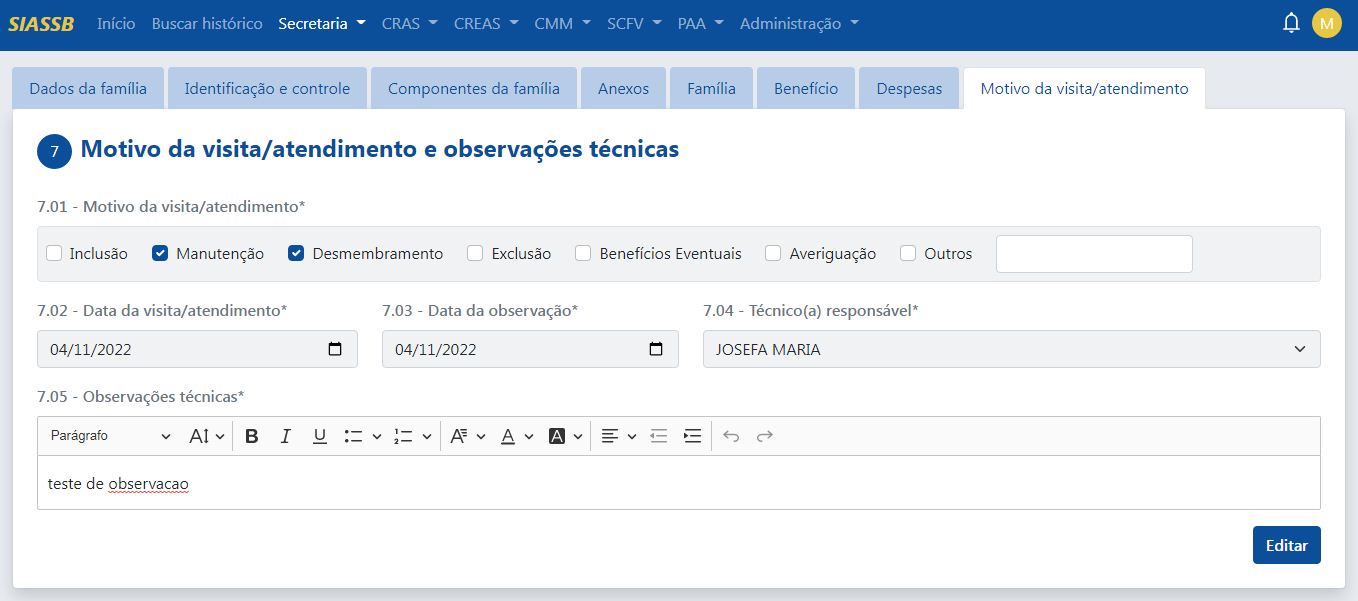 SIASSB Início Buscar histórico Secretaria CRAS CREAS CMM SCFV PAA Administração M
Dados da família Identificação e controle Componentes da família Anexos Família Benefício Despesas Motivo da visita/atendimento
7 Motivo da visita/atendimento e observações técnicas
7.01 - Motivo da visita/atendimento*
Inclusão Manutenção Desmembramento Exclusão Benefícios Eventuais Averiguação Outros
7.02 - Data da visita/atendimento* 7.03 - Data da observação* 7.04 - Técnico(a) responsável*
04/11/2022 04/11/2022 JOSEFA MARIA
7.05 - Observações técnicas*
Parágrafo AI B I U A A A
teste de observacao
Editar